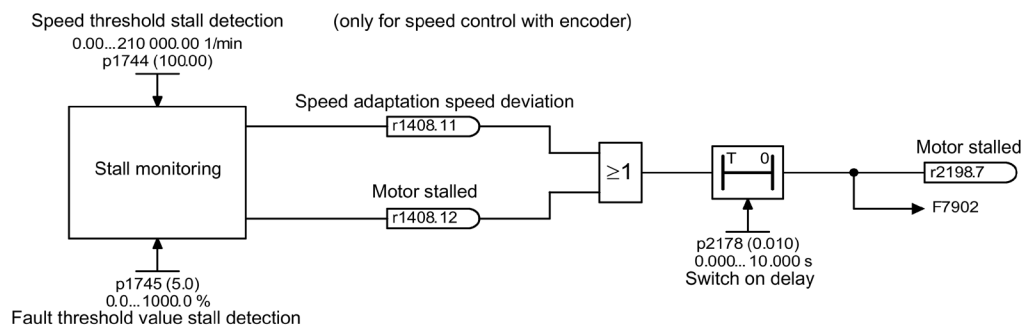 Speed threshold stall detection
(only for speed control with encoder)
0.00...210 000.00 1/min
p1744 (100.00)
Speed adaptation speed deviation
r1408.11
Stall monitoring
≥1
T 0
Motor stalled
r2198.7
Motor stalled
r1408.12
F7902
p1745 (5.0)
0.0...1000.0 %
Fault threshold value stall detection
p2178 (0.010)
0.000... 10.000 s
Switch on delay